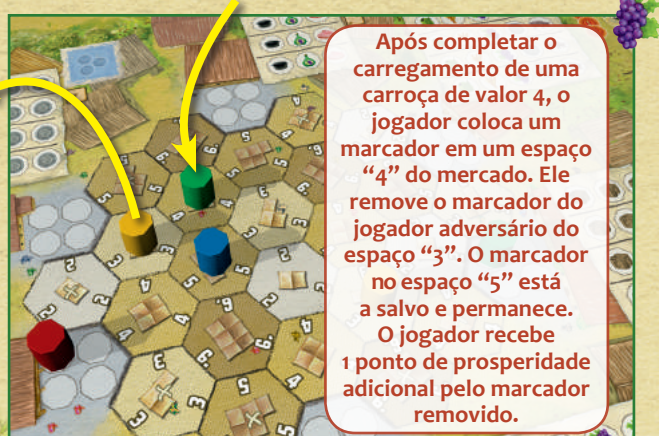 Após completar o
carregamento de uma
carroça de valor 4, o
jogador coloca um
marcador em um espaço
“4” do mercado. Ele
remove o marcador do
jogador adversário do
espaço “3”. O marcador
no espaço “5” está
a salvo e permanece.
O jogador recebe
1 ponto de prosperidade
adicional pelo marcador
removido.